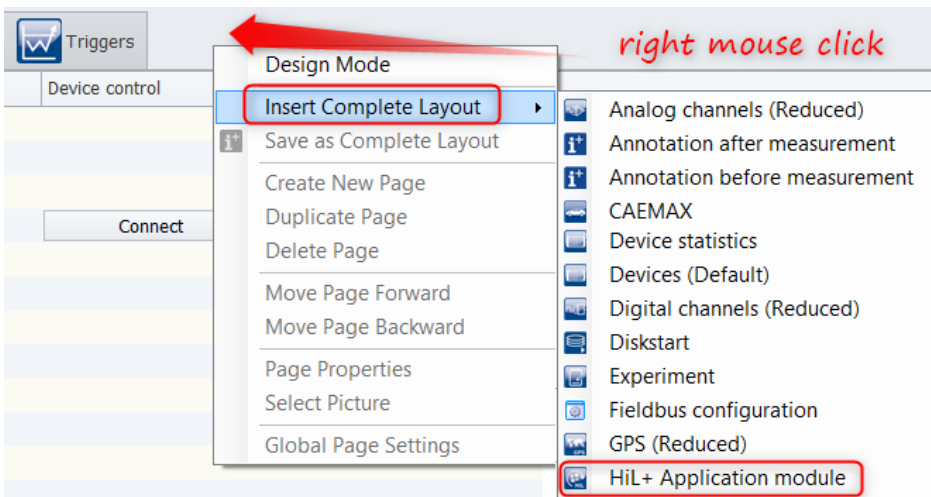 Triggers
right mouse click
Device control
Connect
Design Mode
Insert Complete Layout
Save as Complete Layout
Create New Page
Duplicate Page
Delete Page
Move Page Forward
Move Page Backward
Page Properties
Select Picture
Global Page Settings
Analog channels (Reduced)
Annotation after measurement
Annotation before measurement
CAEMAX
Device statistics
Devices (Default)
Digital channels (Reduced)
Diskstart
Experiment
Fieldbus configuration
GPS (Reduced)
HiL+ Application module